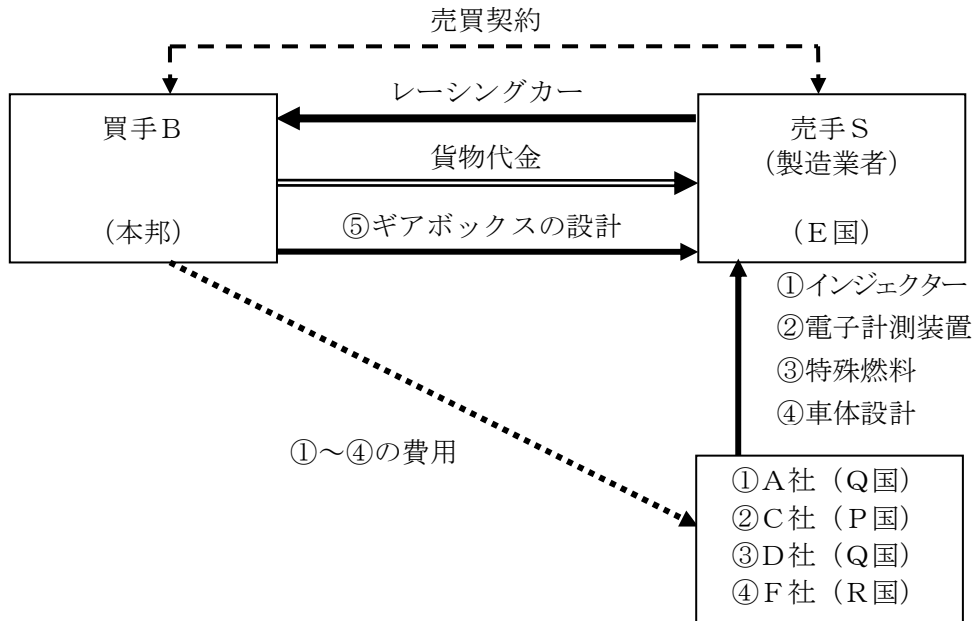 売買契約
買手Ｂ
（本邦）
レーシングカー
貨物代金
⑤ギアボックスの設計
売手Ｓ
（製造業者）
（Ｅ国）
①インジェクター
②電子計測装置
③特殊燃料
④車体設計
①～④の費用
①Ａ社（Ｑ国）
②Ｃ社（Ｐ国）
③Ｄ社（Ｑ国）
④Ｆ社（Ｒ国）